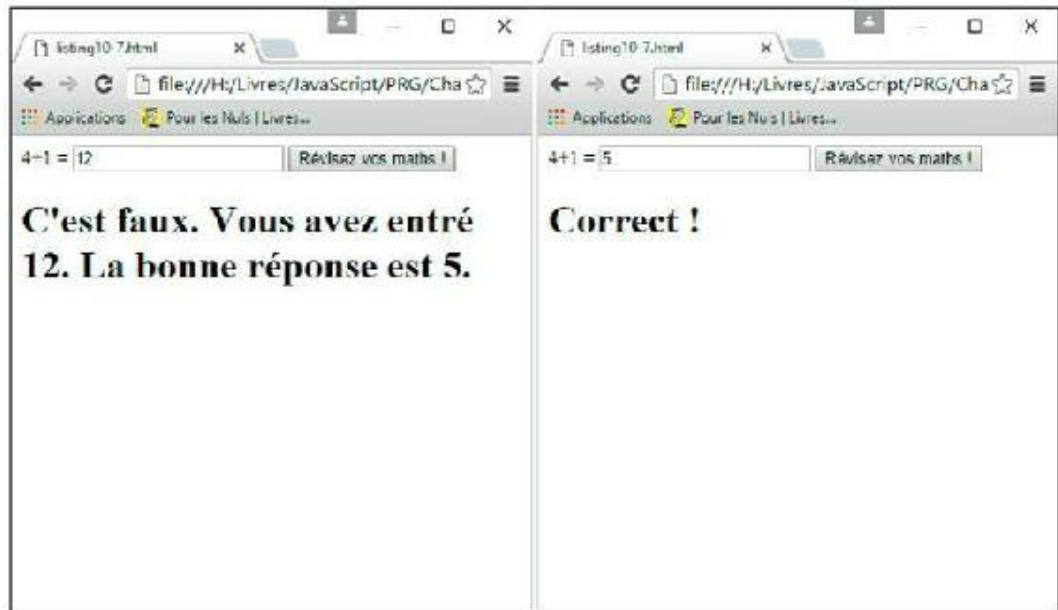 listing10-7.html
file:///H:/Livres/JavaScript/PRG/Cha
Applications Pour les Nuls | Livres...
4+1 = 12 Révisez vos maths !
C'est faux. Vous avez entré
12. La bonne réponse est 5.
listing10-7.html
file:///H:/Livres/JavaScript/PRG/Cha
Applications Pour les Nuls | Livres...
4+1 = 5 Révisez vos maths !
Correct !